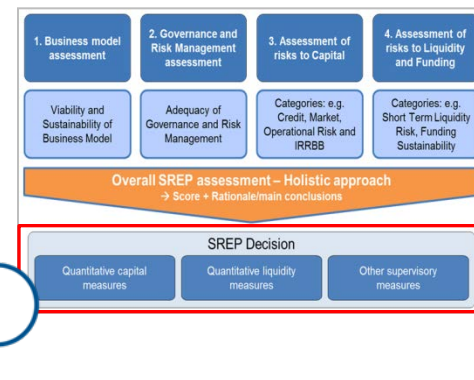 1. Business model
assessment
2. Governance and
Risk Management
assessment
3. Assessment of
risks to Capital
4. Assessment of
risks to Liquidity
and Funding
Viability and
Sustainability of
Business Model
Adequacy of
Governance and Risk
Management
Categories: e.g.
Credit, Market,
Operational Risk and
IRRBB
Categories: e.g.
Short Term Liquidity
Risk, Funding
Sustainability
Overall SREP assessment – Holistic approach
→ Score + Rationale/main conclusions
SREP Decision
Quantitative capital
measures
Quantitative liquidity
measures
Other supervisory
measures